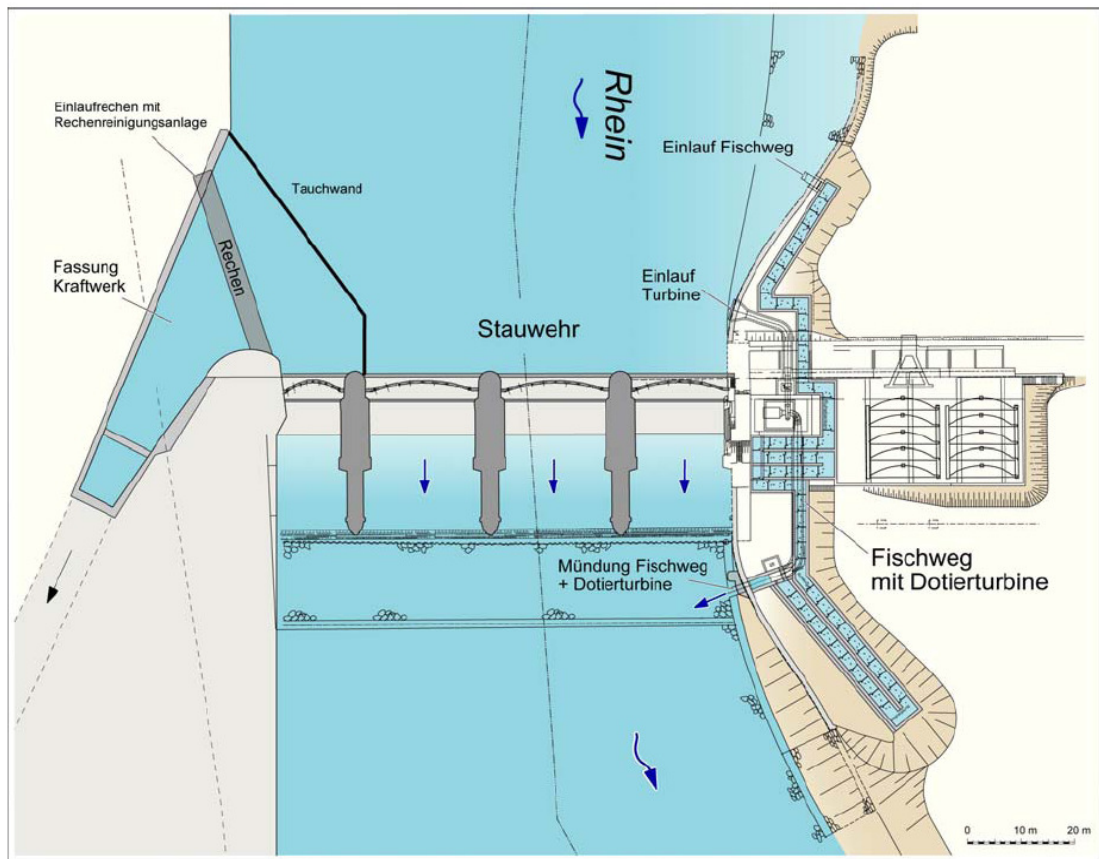 Rhein
Einlaufrechen mit
Rechenreinigungsanlage
Einlauf Fischweg
Tauchwand
Rechen
Fassung
Kraftwerk
Einlauf
Turbine
Stauwehr
Mündung Fischweg
+ Dotierturbine
Fischweg
mit Dotierturbine
0 10 m 20 m